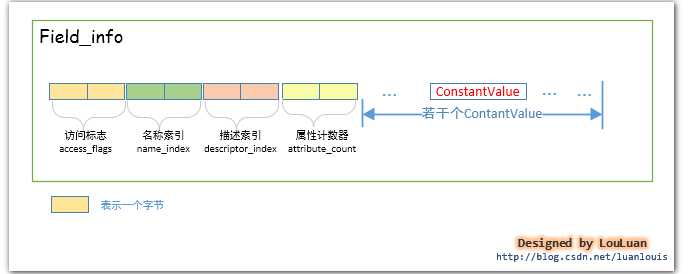 Field_info
... ConstantValue ... ...
若干个ContantValue
访问标志 名称索引 描述索引 属性计数器
access_flags name_index descriptor_index attribute_count
表示一个字节
Designed by LouLuan
http://blog.csdn.net/luanlouis